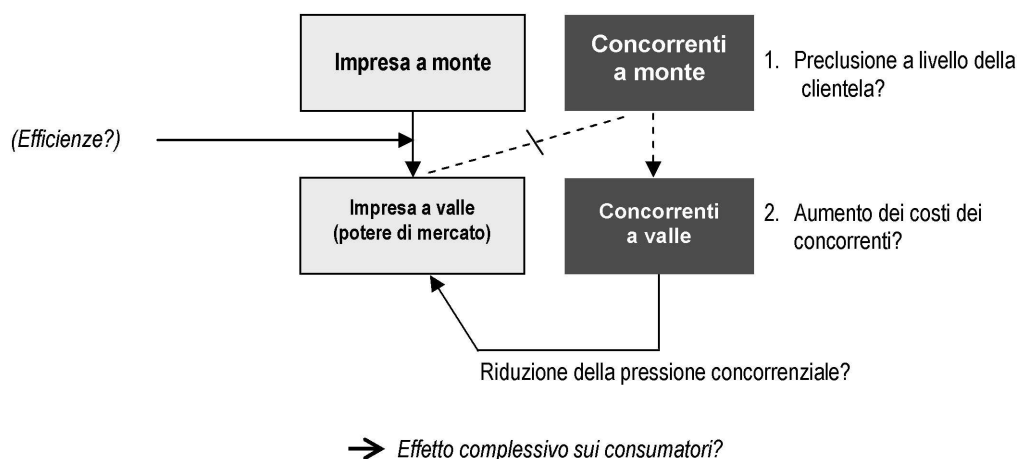 Impresa a monte
Concorrenti
a monte
1. Preclusione a livello della
clientela?
(Efficienze?)
Impresa a valle
(potere di mercato)
Concorrenti
a valle
2. Aumento dei costi dei
concorrenti?
Riduzione della pressione concorrenziale?
Effetto complessivo sui consumatori?